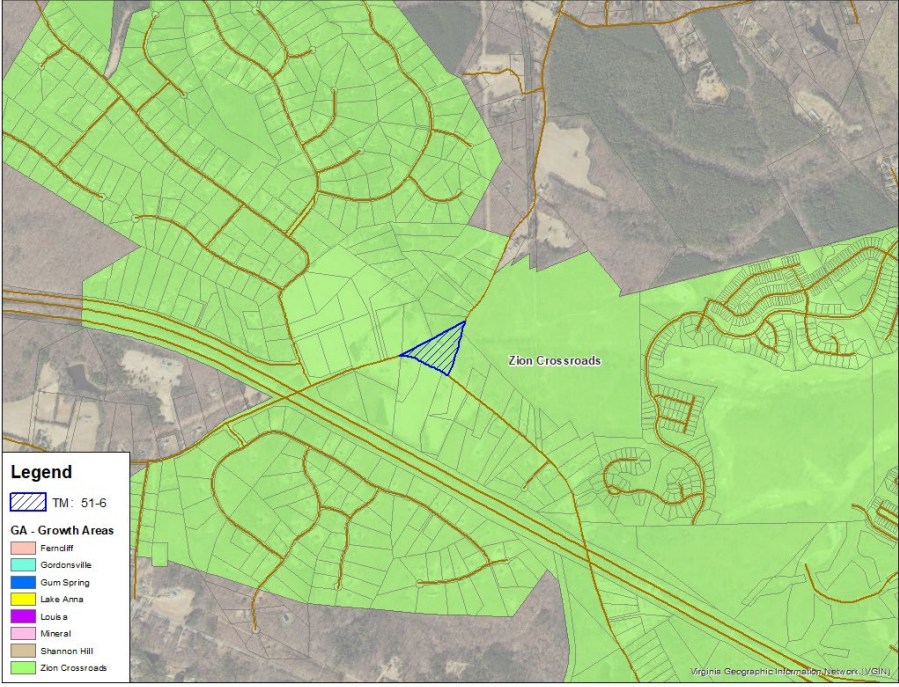 Zion Crossroads
Legend
TM: 51-6
GA - Growth Areas
Ferncliff
Gordonsville
Gum Spring
Lake Anna
Louisa
Mineral
Shannon Hill
Zion Crossroads
Virginia Geographic Information Network (VGIN)